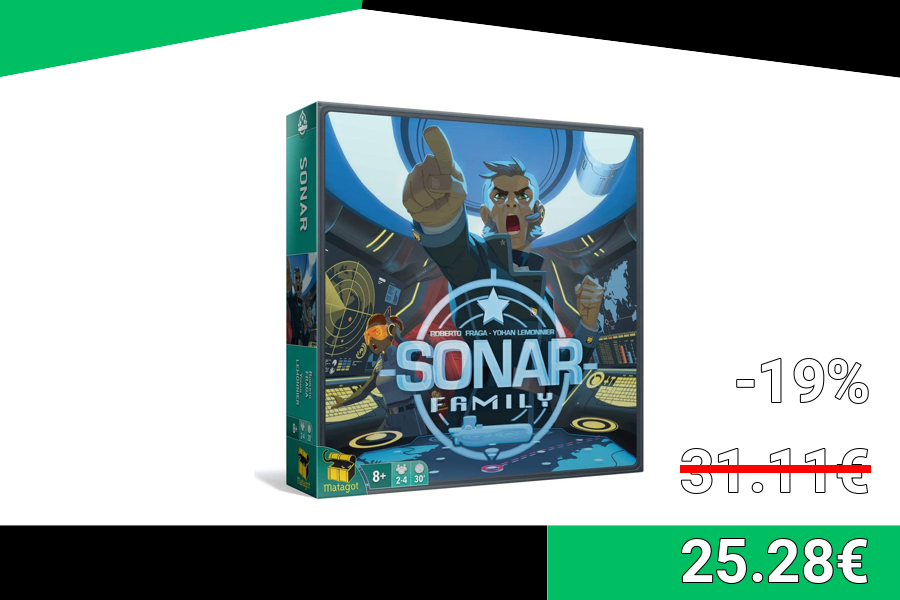 SONAR
ROBERTO FRAGA - YOHAN LEMONNIER
SONAR
FAMILY
Matagot
8+
2-4
30'
-19%
31.11€
25.28€